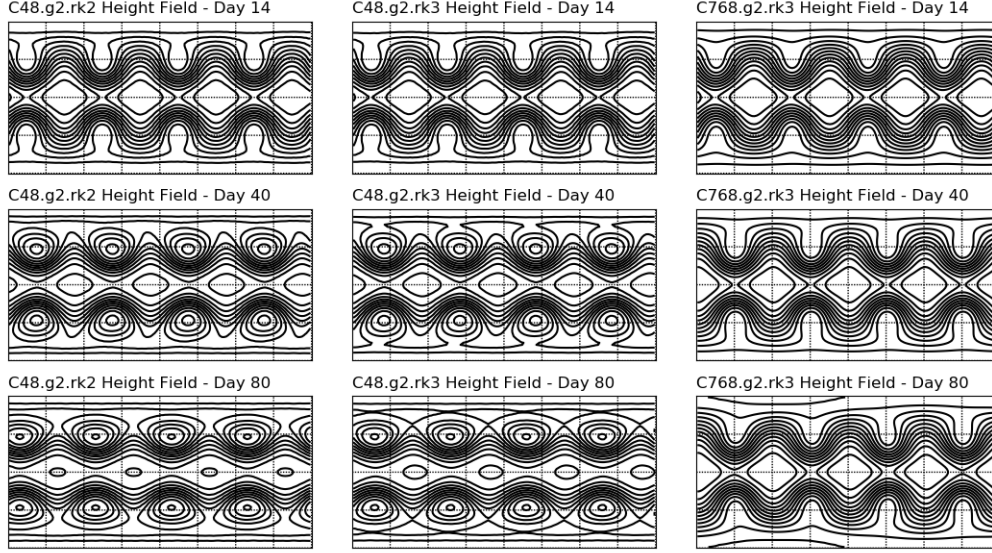 C48.g2.rk2 Height Field - Day 14
C48.g2.rk3 Height Field - Day 14
C768.g2.rk3 Height Field - Day 14
C48.g2.rk2 Height Field - Day 40
C48.g2.rk3 Height Field - Day 40
C768.g2.rk3 Height Field - Day 40
C48.g2.rk2 Height Field - Day 80
C48.g2.rk3 Height Field - Day 80
C768.g2.rk3 Height Field - Day 80